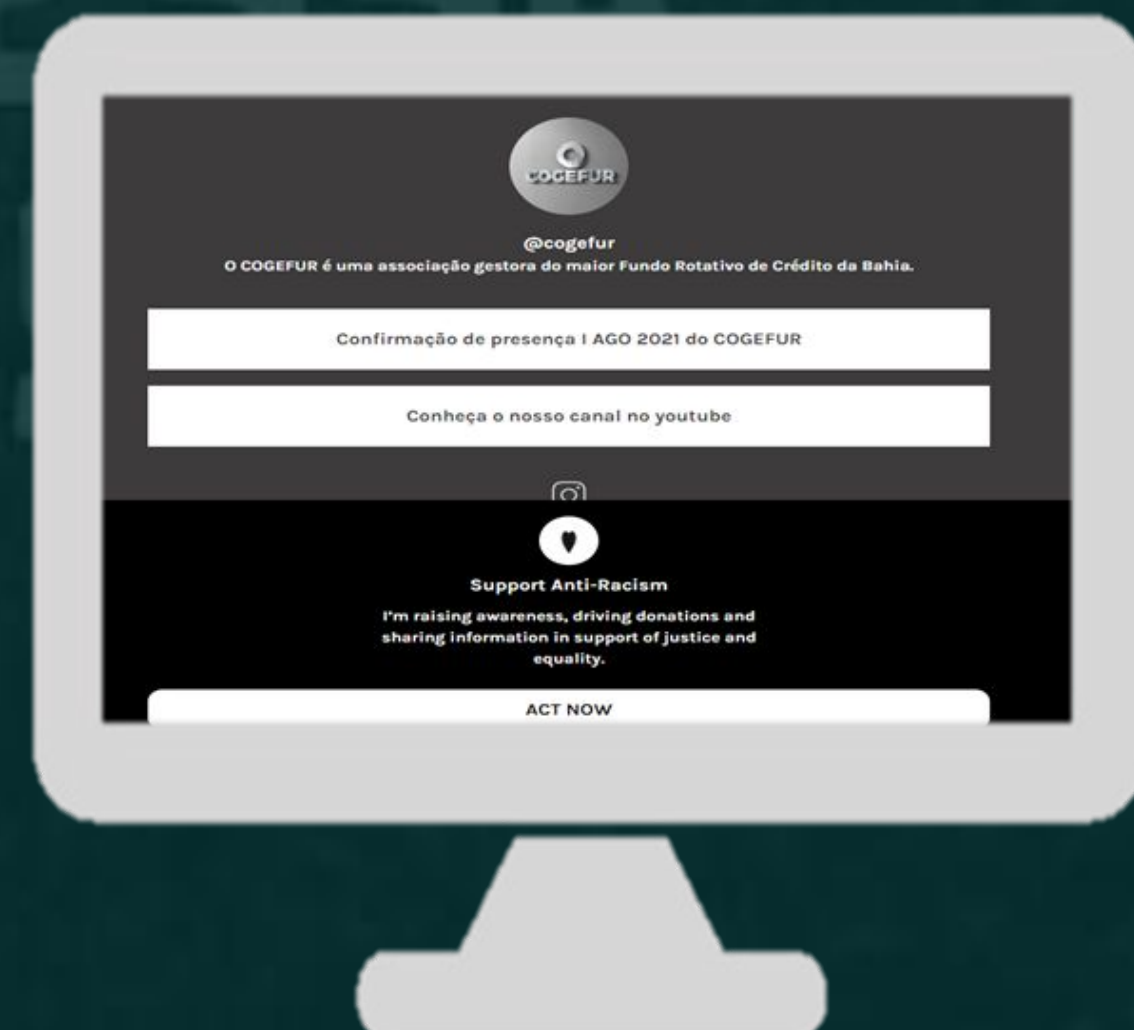 COGEFUR
@cogefur
O COGEFUR é uma associação gestora do maior Fundo Rotativo de Crédito da Bahia.
Confirmação de presença I AGO 2021 do COGEFUR
Conheça o nosso canal no youtube
Support Anti-Racism
I'm raising awareness, driving donations and
sharing information in support of justice and
equality.
ACT NOW